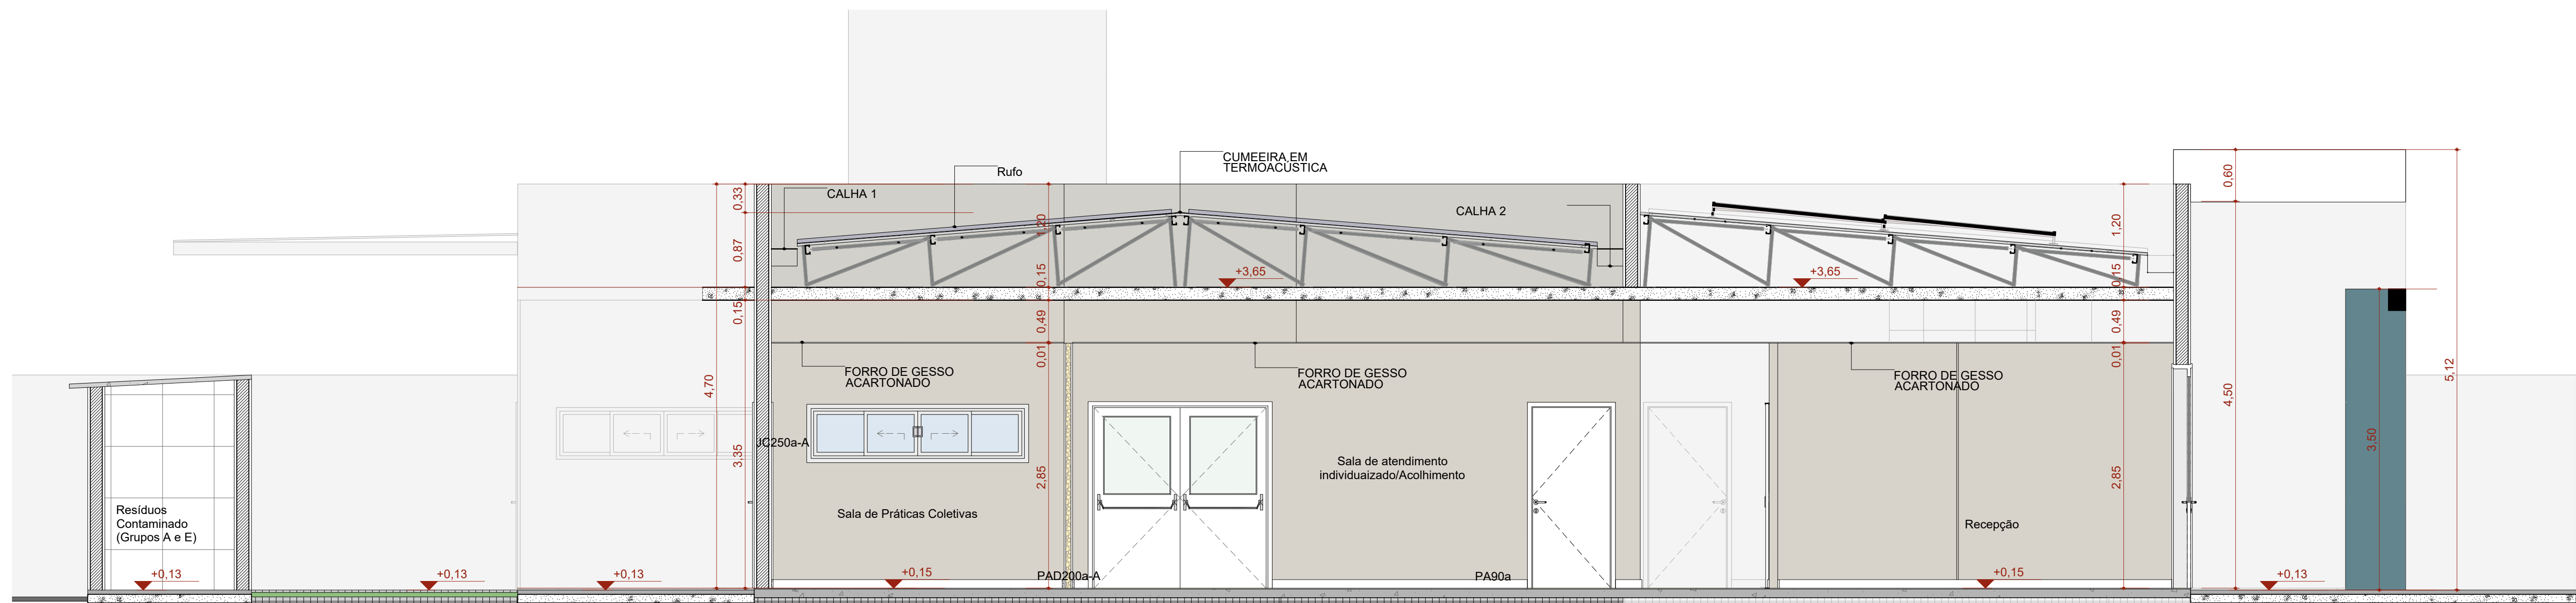 CUMEEIRA EM
TERMOACÚSTICA
Rufo
CALHA 1
CALHA 2
0,33
0,87
0,15
4,70
3,35
1,20
0,15
0,49
0,01
2,85
+3,65
+3,65
1,20
0,15
0,49
0,01
2,85
0,60
4,50
5,12
3,50
FORRO DE GESSO
ACARTONADO
FORRO DE GESSO
ACARTONADO
FORRO DE GESSO
ACARTONADO
JC250a-A
Sala de atendimento
individuaizado/Acolhimento
Resíduos
Contaminado
(Grupos A e E)
Sala de Práticas Coletivas
Recepção
+0,13
+0,13
+0,13
+0,15
PAD200a-A
PA90a
+0,15
+0,13